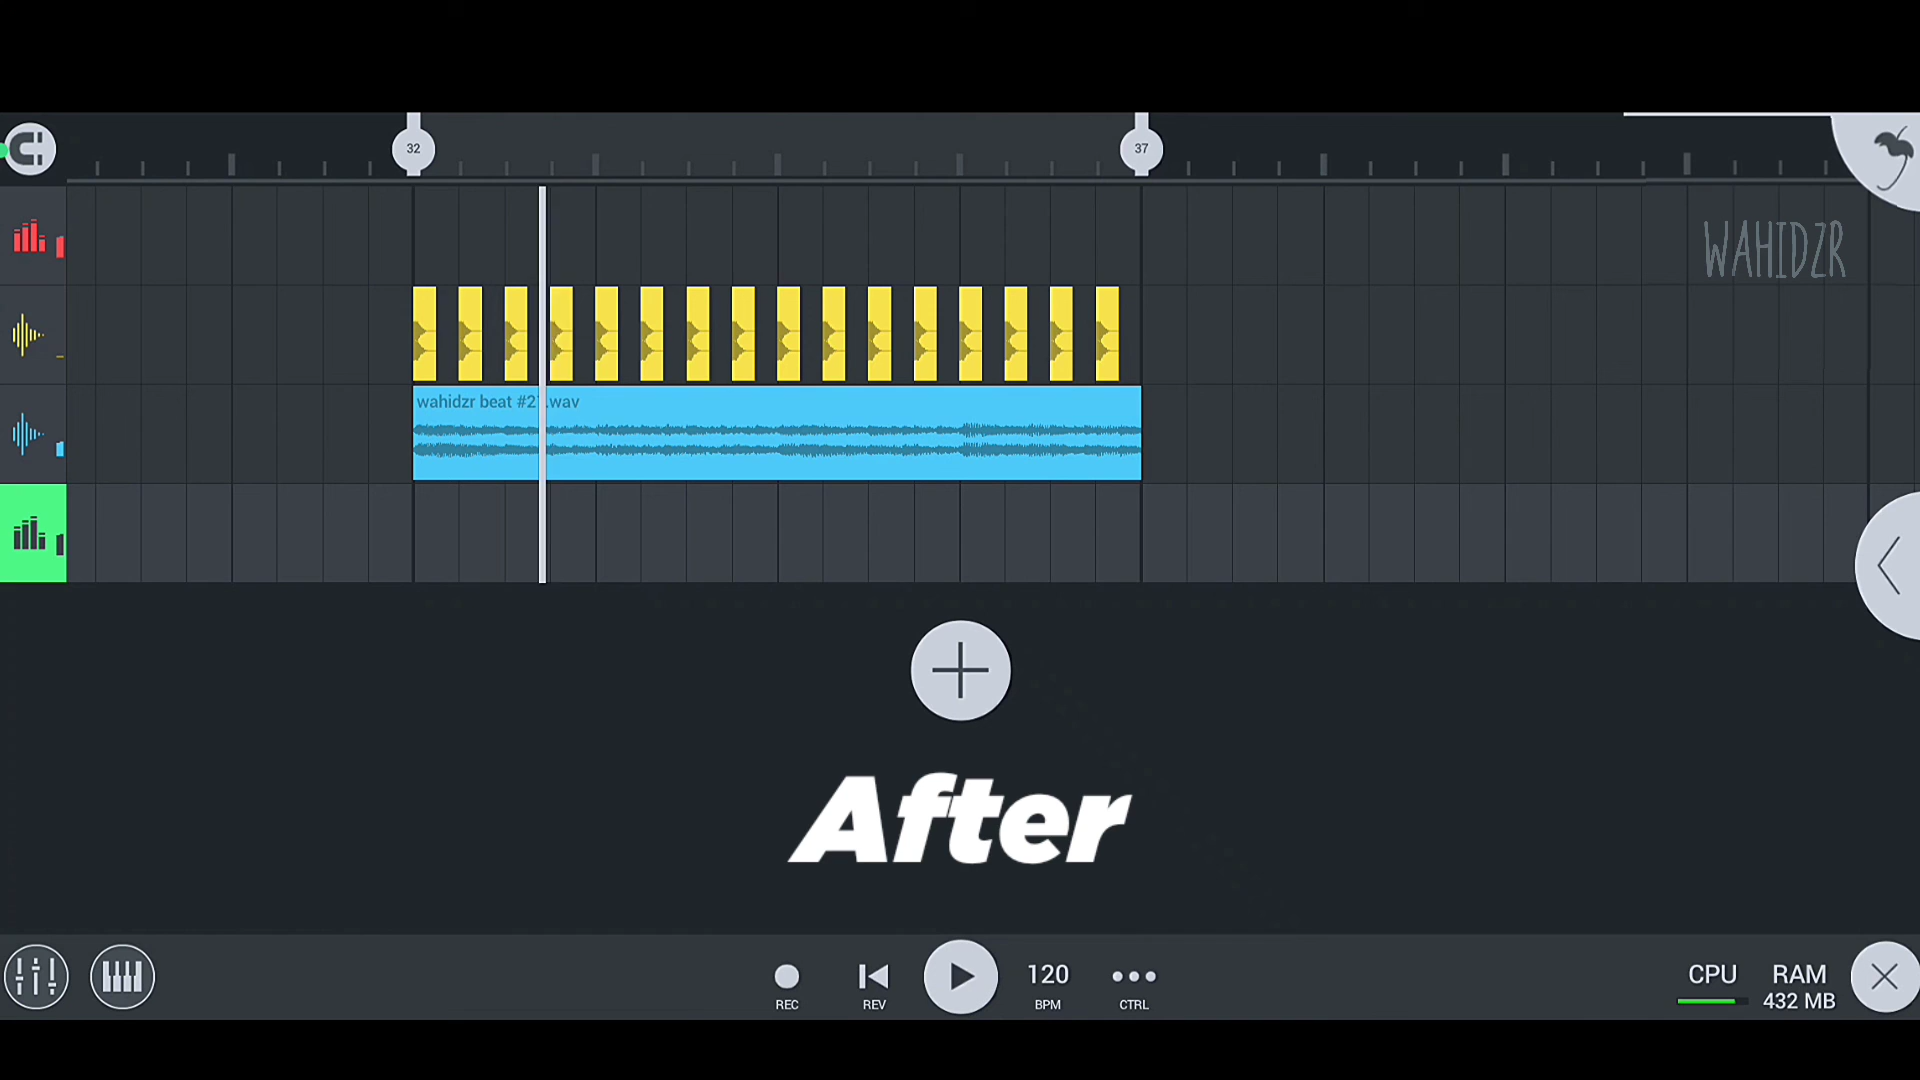 32
37
WAHIDZR
wahidzr beat #2 .wav
After
120
CPU
RAM
REC
REV
BPM
CTRL
432 MB